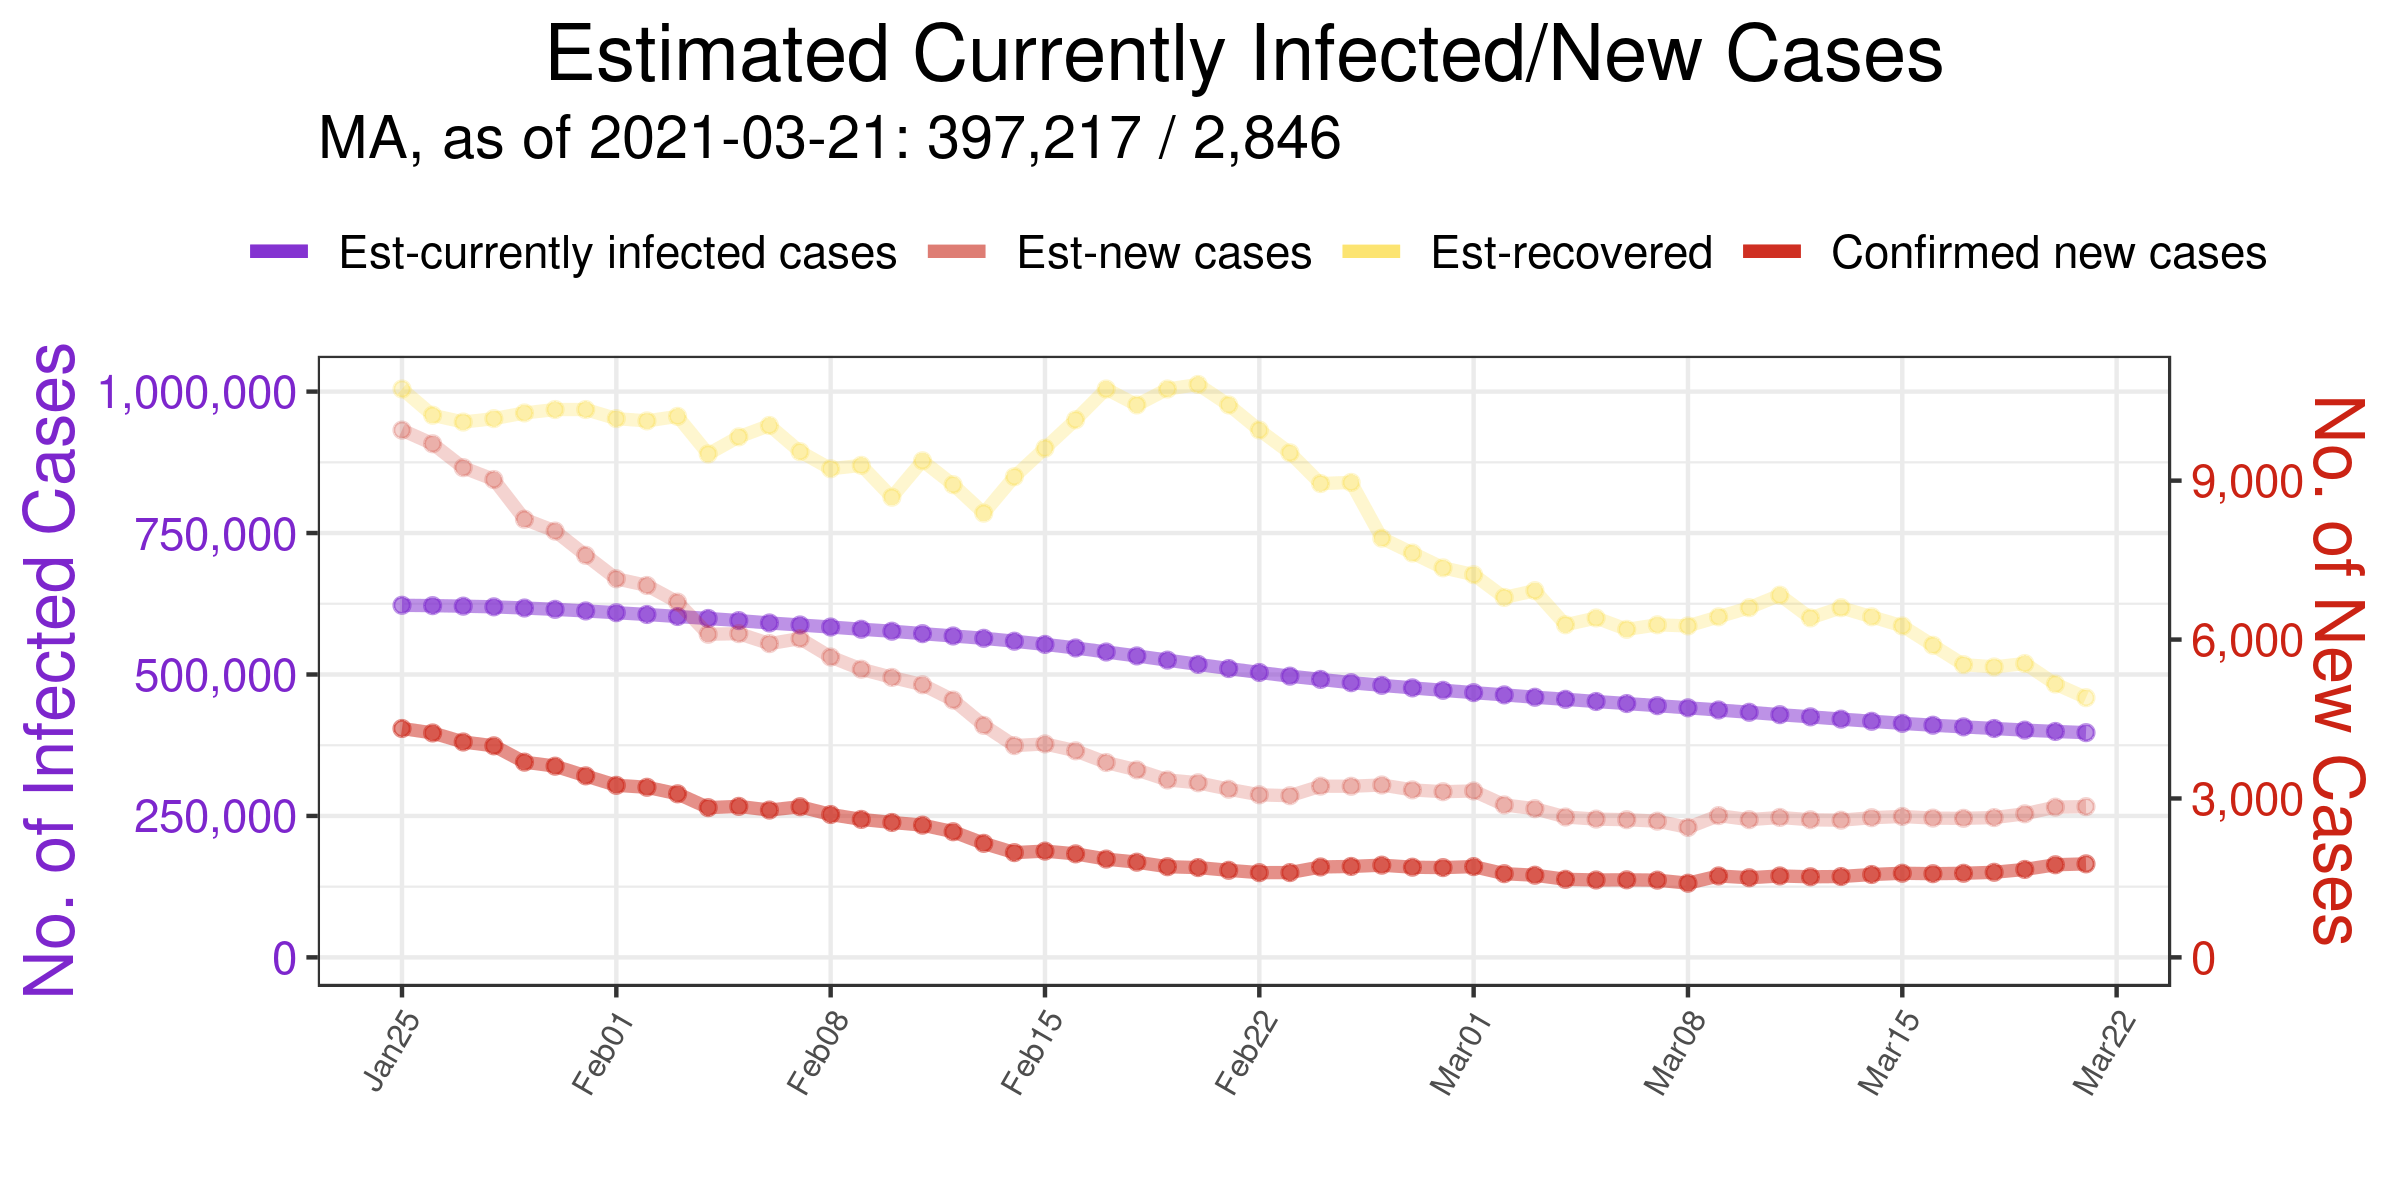 Estimated Currently Infected/New Cases
MA, as of 2021-03-21: 397,217 / 2,846
Est-currently infected cases Est-new cases Est-recovered Confirmed new cases
No. of Infected Cases
1,000,000
750,000
500,000
250,000
0
9,000
6,000
3,000
0
No. of New Cases
Jan25 Feb01 Feb08 Feb15 Feb22 Mar01 Mar08 Mar15 Mar22